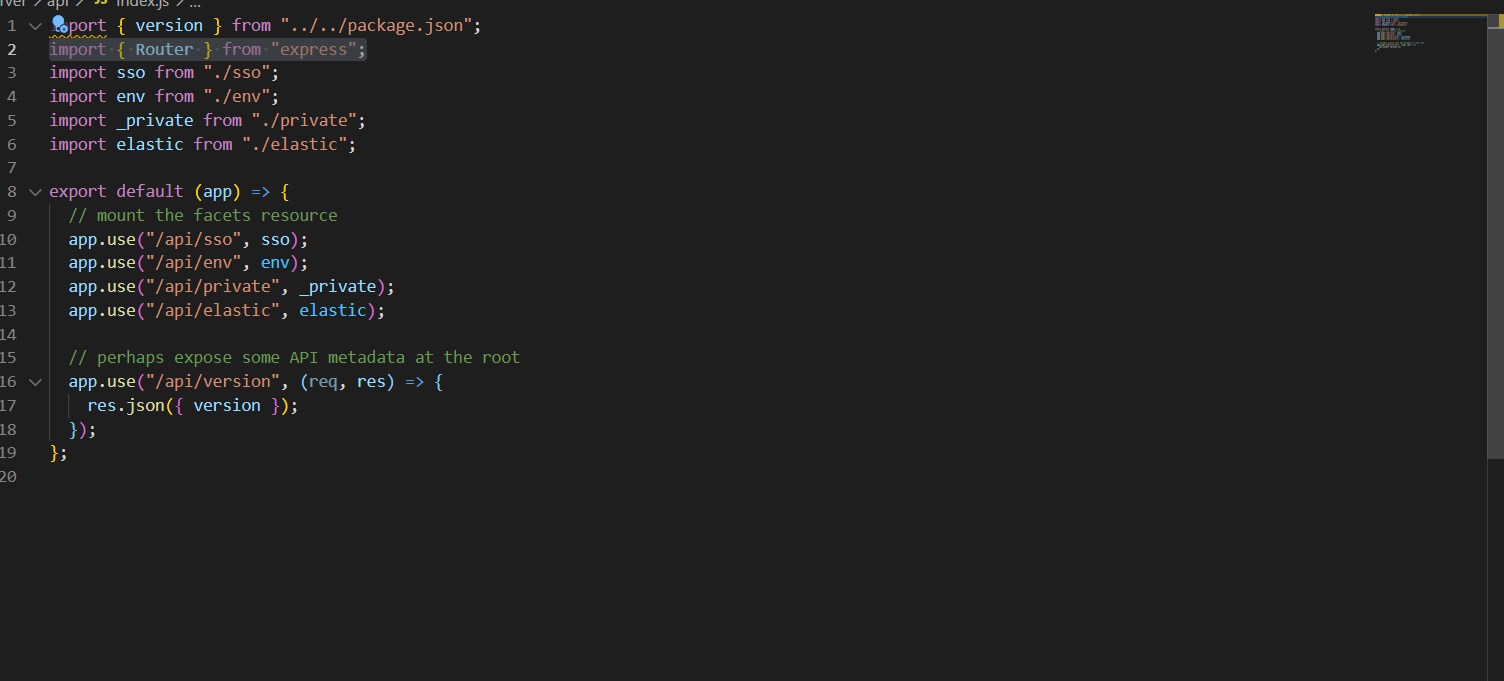 api > JS index.js > ...
1 import { version } from "../../package.json";
2 import { Router } from "express";
3 import sso from "./sso";
4 import env from "./env";
5 import _private from "./private";
6 import elastic from "./elastic";
7
8 export default (app) => {
9 // mount the facets resource
10 app.use("/api/sso", sso);
11 app.use("/api/env", env);
12 app.use("/api/private", _private);
13 app.use("/api/elastic", elastic);
14
15 // perhaps expose some API metadata at the root
16 app.use("/api/version", (req, res) => {
17 res.json({ version });
18 });
19 };
20